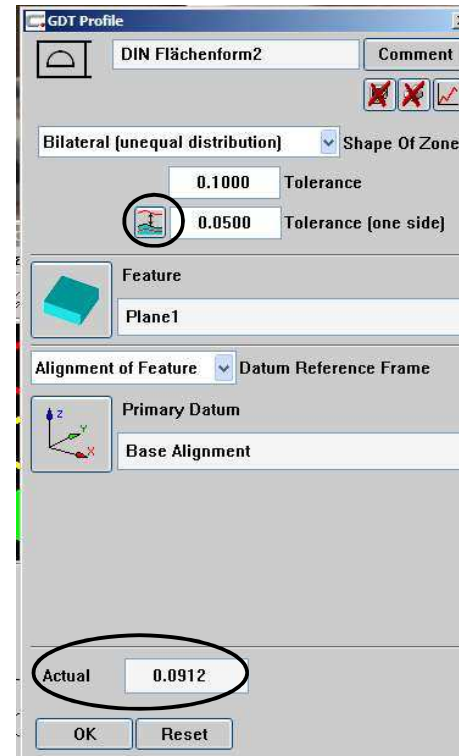 GDT Profile
DIN Flächenform2 Comment
Bilateral (unequal distribution) Shape Of Zone
0.1000 Tolerance
0.0500 Tolerance (one side)
Feature
Plane1
Alignment of Feature Datum Reference Frame
Z Y X
Primary Datum
Base Alignment
Actual 0.0912
OK Reset